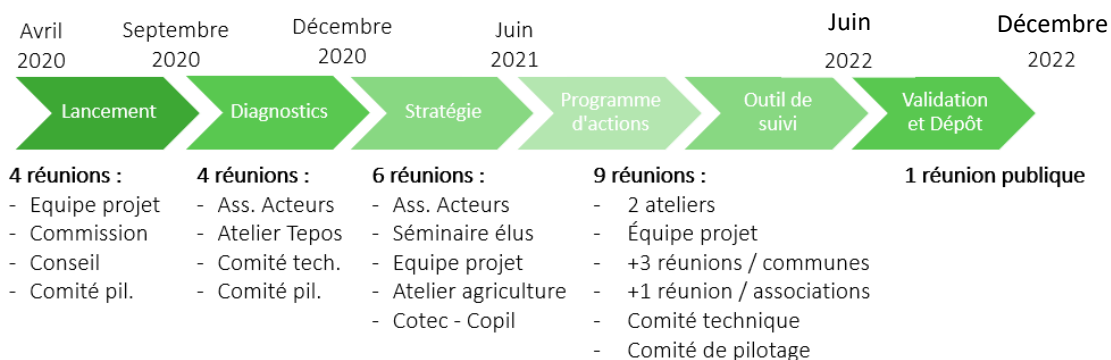 Avril
2020
Septembre
2020
Décembre
2020
Juin
2021
Juin
2022
Décembre
2022
Lancement
Diagnostics
Stratégie
Programme
d'actions
Outil de
suivi
Validation
et Dépôt
4 réunions :
- Equipe projet
- Commission
- Conseil
- Comité pil.
4 réunions :
- Ass. Acteurs
- Atelier Tepos
- Comité tech.
- Comité pil.
6 réunions :
- Ass. Acteurs
- Séminaire élus
- Equipe projet
- Atelier agriculture
- Cotec - Copil
9 réunions :
- 2 ateliers
- Équipe projet
- +3 réunions / communes
- +1 réunion / associations
- Comité technique
- Comité de pilotage
1 réunion publique